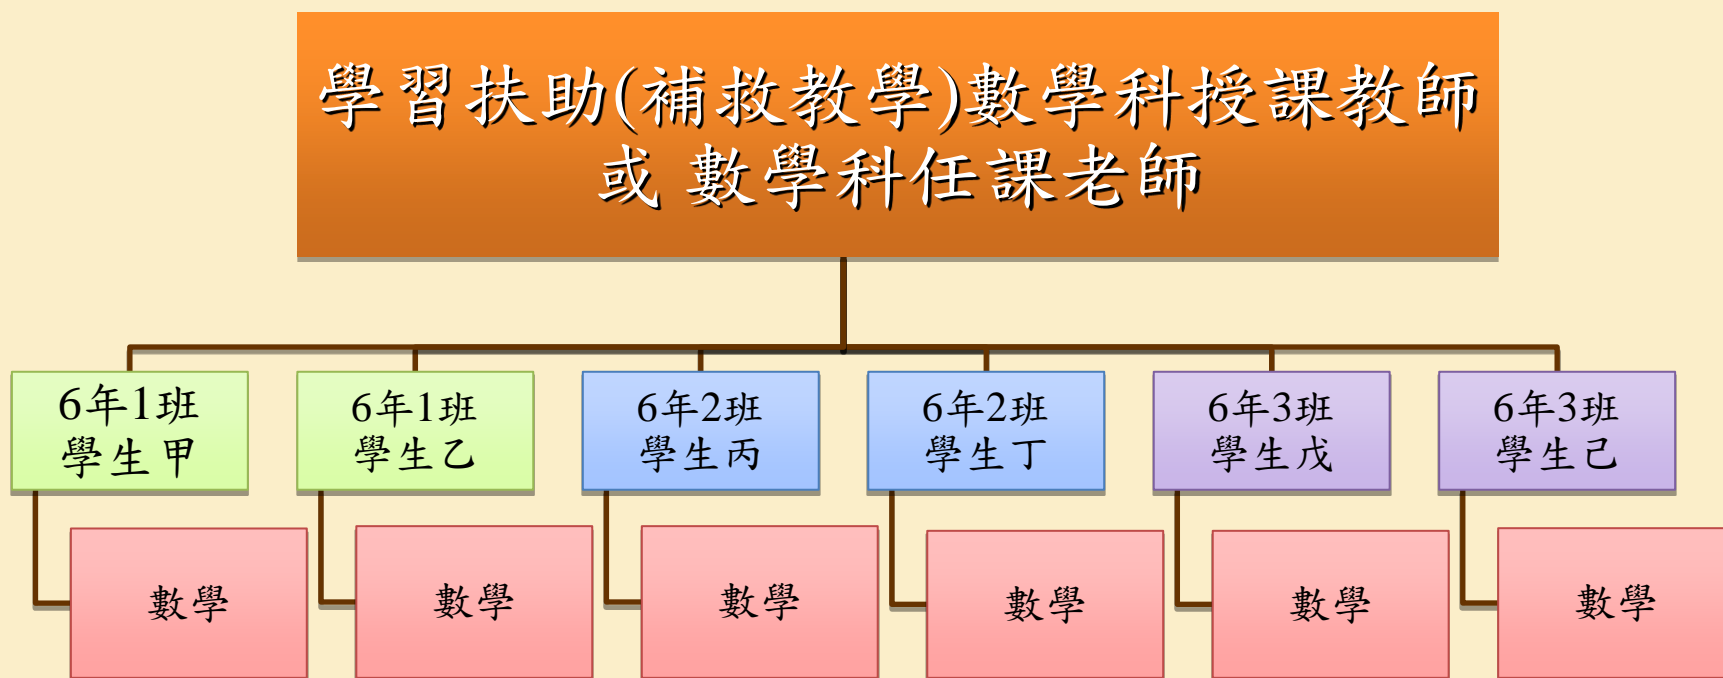 學習扶助(補救教學)數學科授課教師
或 數學科任課老師
6年1班
學生甲
6年1班
學生乙
6年2班
學生丙
6年2班
學生丁
6年3班
學生戊
6年3班
學生己
數學
數學
數學
數學
數學
數學